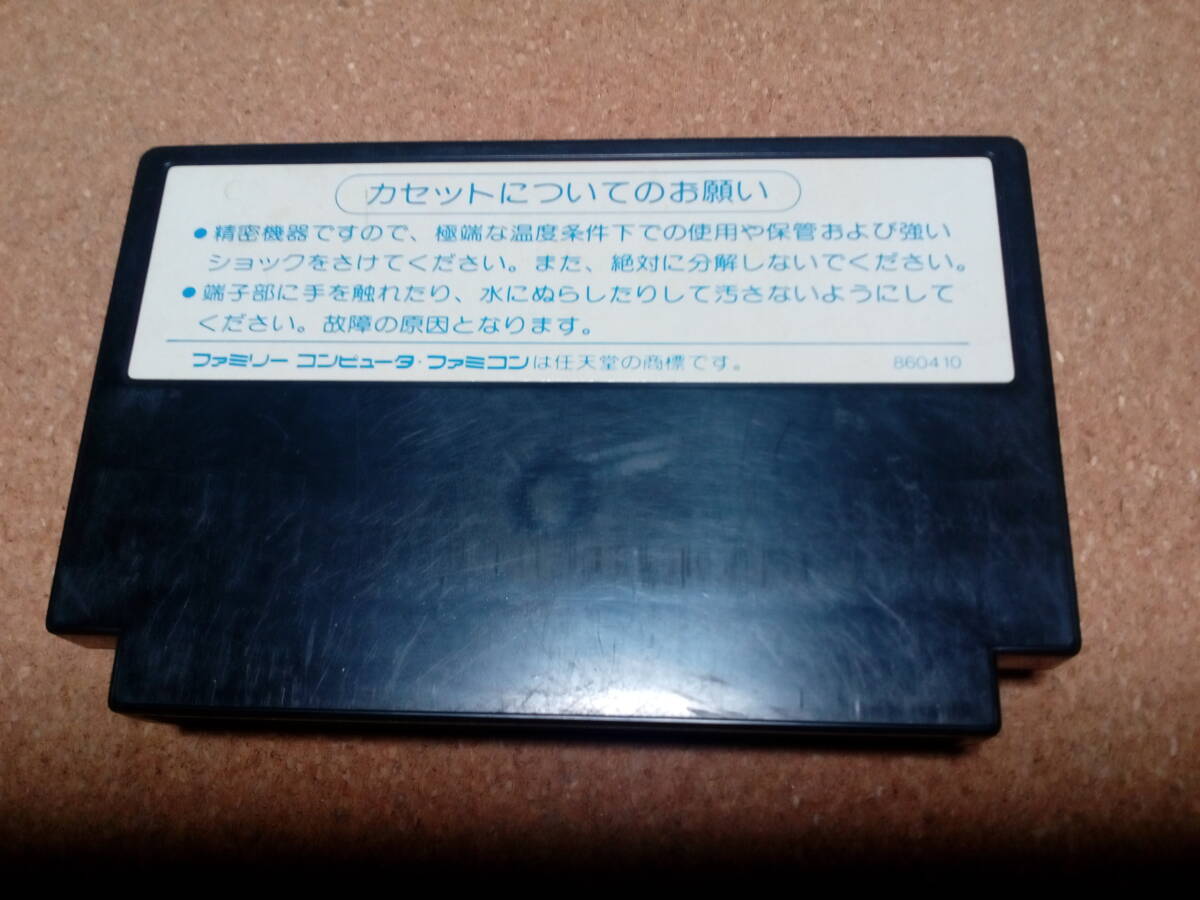 カセットについてのお願い
●精密機器ですので、極端な温度条件下での使用や保管および強い
ショックをさけてください。また、絶対に分解しないでください。
●端子部に手を触れたり、水にぬらしたりして汚さないようにして
ください。故障の原因となります。
ファミリー コンピュータ・ファミコンは任天堂の商標です。 860410